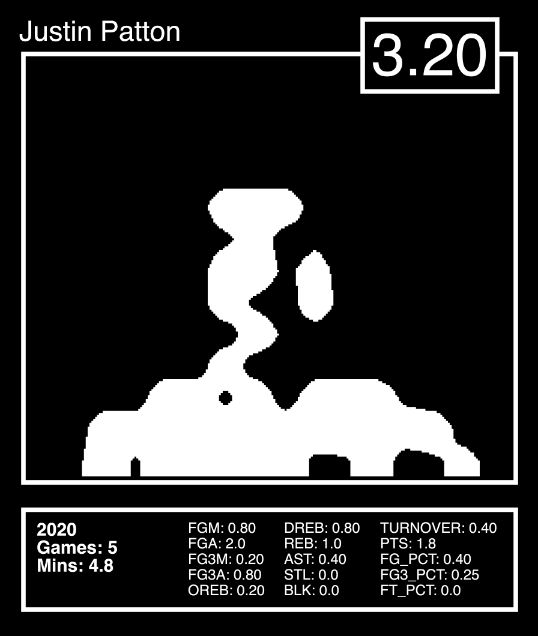 Justin Patton
3.20
2020
Games: 5
Mins: 4.8
FGM: 0.80
FGA: 2.0
FG3M: 0.20
FG3A: 0.80
OREB: 0.20
DREB: 0.80
REB: 1.0
AST: 0.40
STL: 0.0
BLK: 0.0
TURNOVER: 0.40
PTS: 1.8
FG_PCT: 0.40
FG3_PCT: 0.25
FT_PCT: 0.0